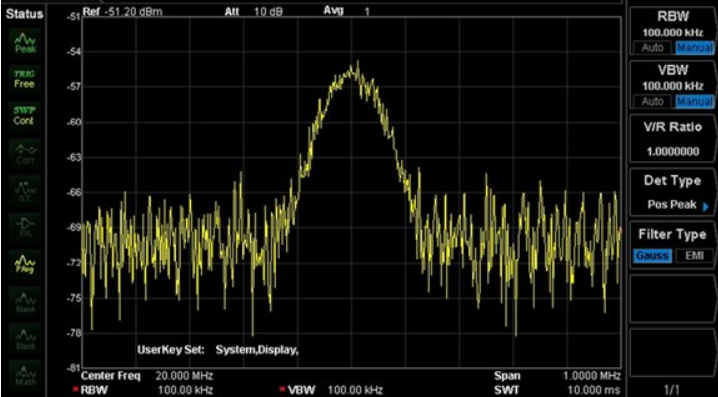 Status
Ref -51.20 dBm Att 10 dB Avg 1
-51
-54
-57
-60
-63
-66
-69
-72
-75
-78
-81
Peak
TRIG
Free
SWP
Cont
Corr
S.T.
PA
PAvg
Blank
Blank
Math
UserKey Set: System,Display,
Center Freq 20.000 MHz Span 1.0000 MHz
*RBW 100.00 kHz *VBW 100.00 kHz SWT 10.000 ms
RBW
100.000 kHz
Auto Manual
VBW
100.000 kHz
Auto Manual
V/R Ratio
1.0000000
Det Type
Pos Peak
Filter Type
Gauss EMI
1/1